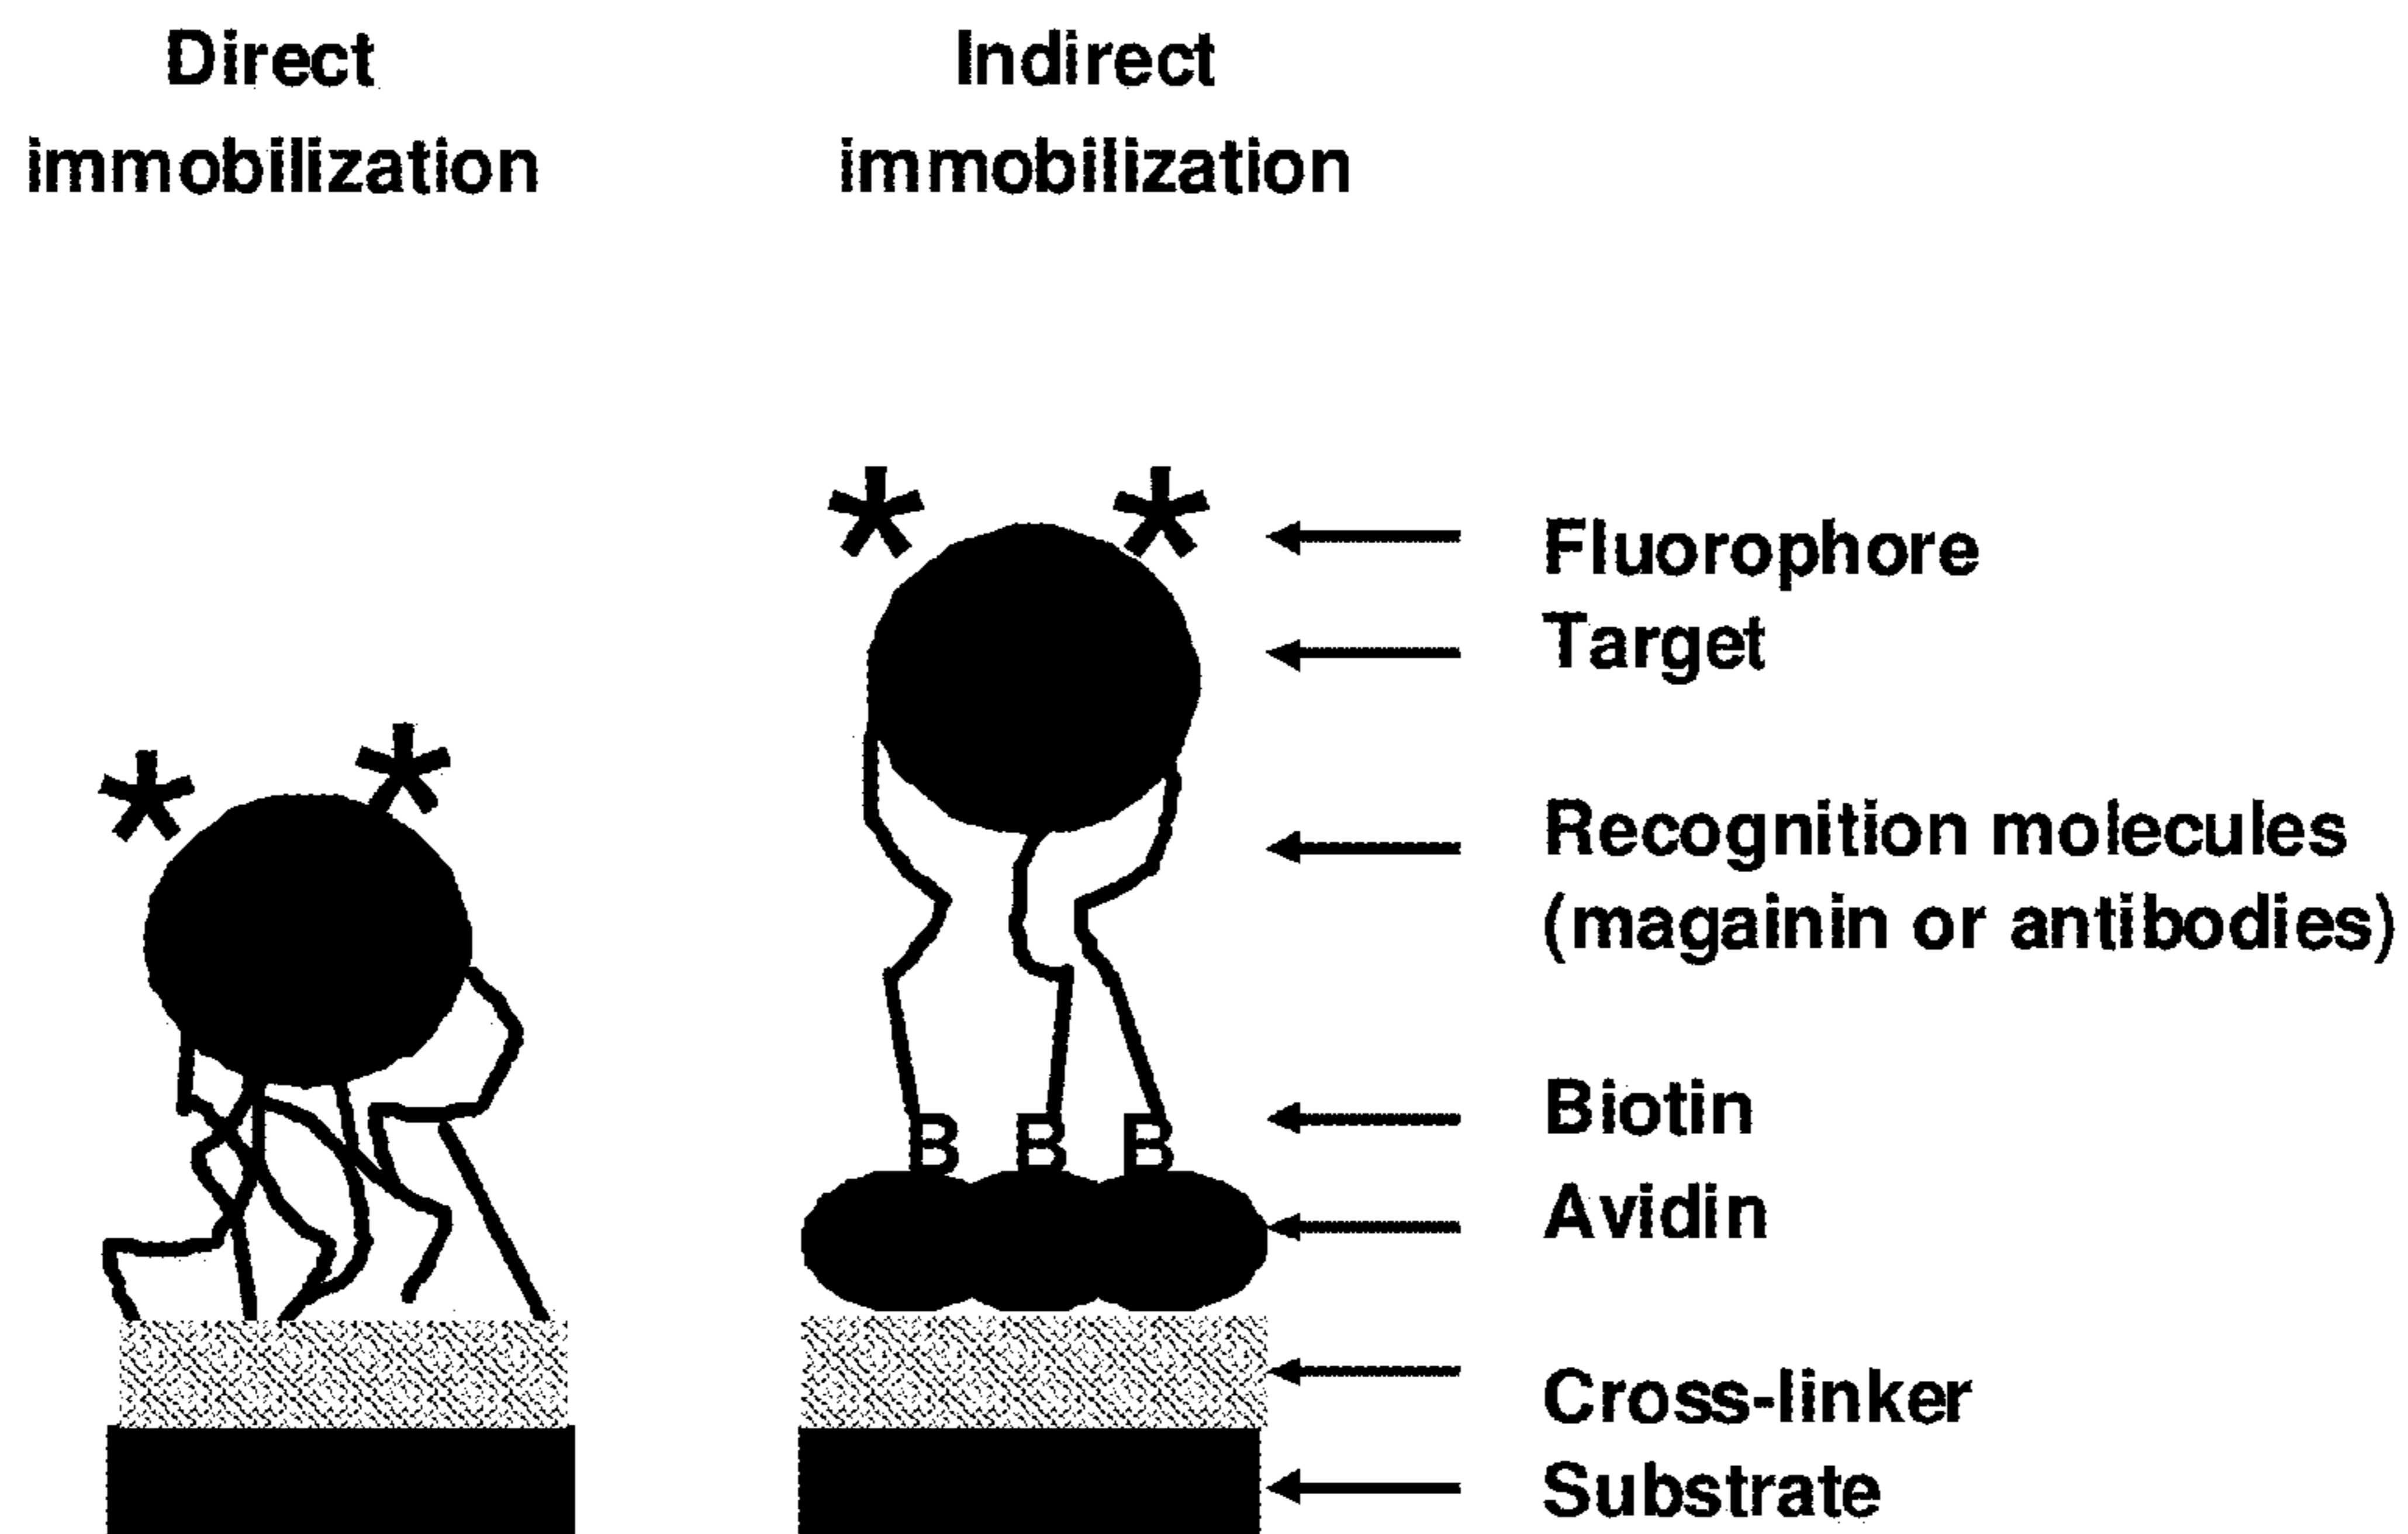 Direct
immobilization
Indirect
immobilization
*
*
*
*
Fluorophore
Target
Recognition molecules
(magainin or antibodies)
B B B
Biotin
Avidin
Cross-linker
Substrate